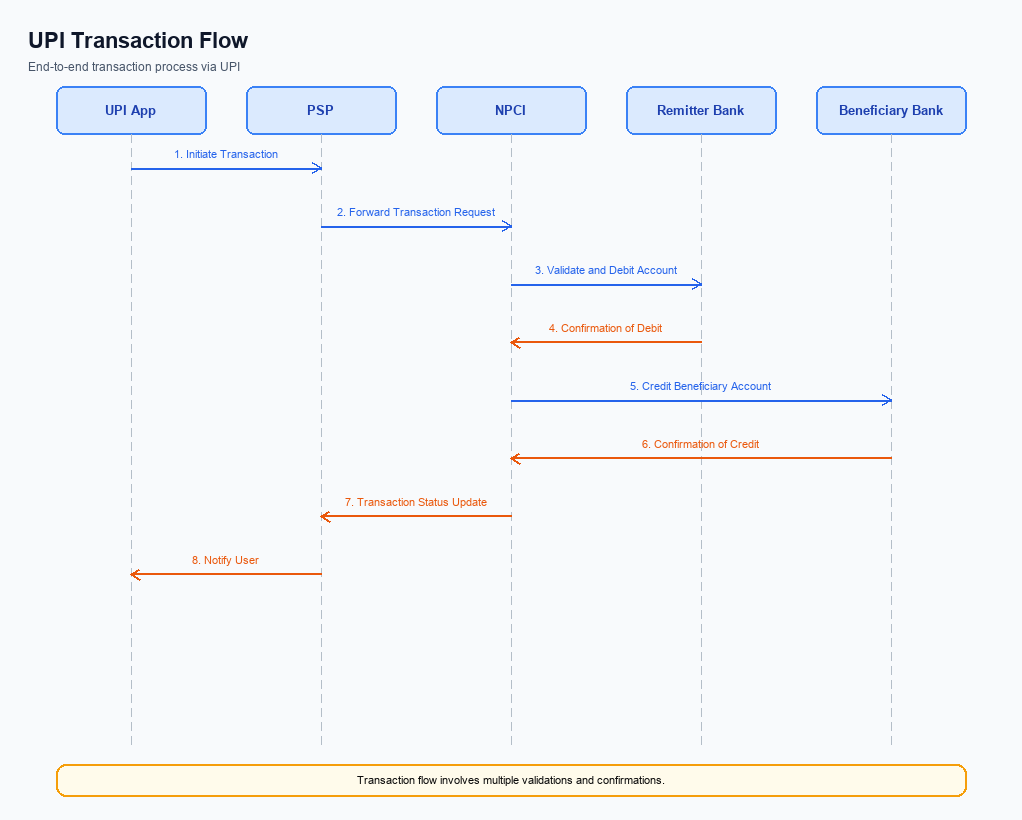 UPI Transaction Flow
End-to-end transaction process via UPI
UPI App
PSP
NPCI
Remitter Bank
Beneficiary Bank
1. Initiate Transaction
2. Forward Transaction Request
3. Validate and Debit Account
4. Confirmation of Debit
5. Credit Beneficiary Account
6. Confirmation of Credit
7. Transaction Status Update
8. Notify User
Transaction flow involves multiple validations and confirmations.